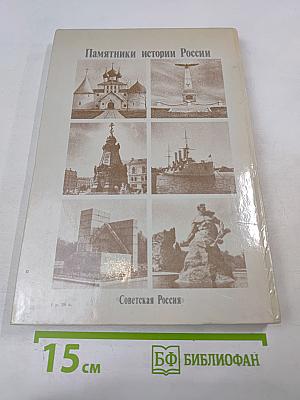 Памятники истории России
«Советская Россия»
15 см
БФ БИБЛИОФАН